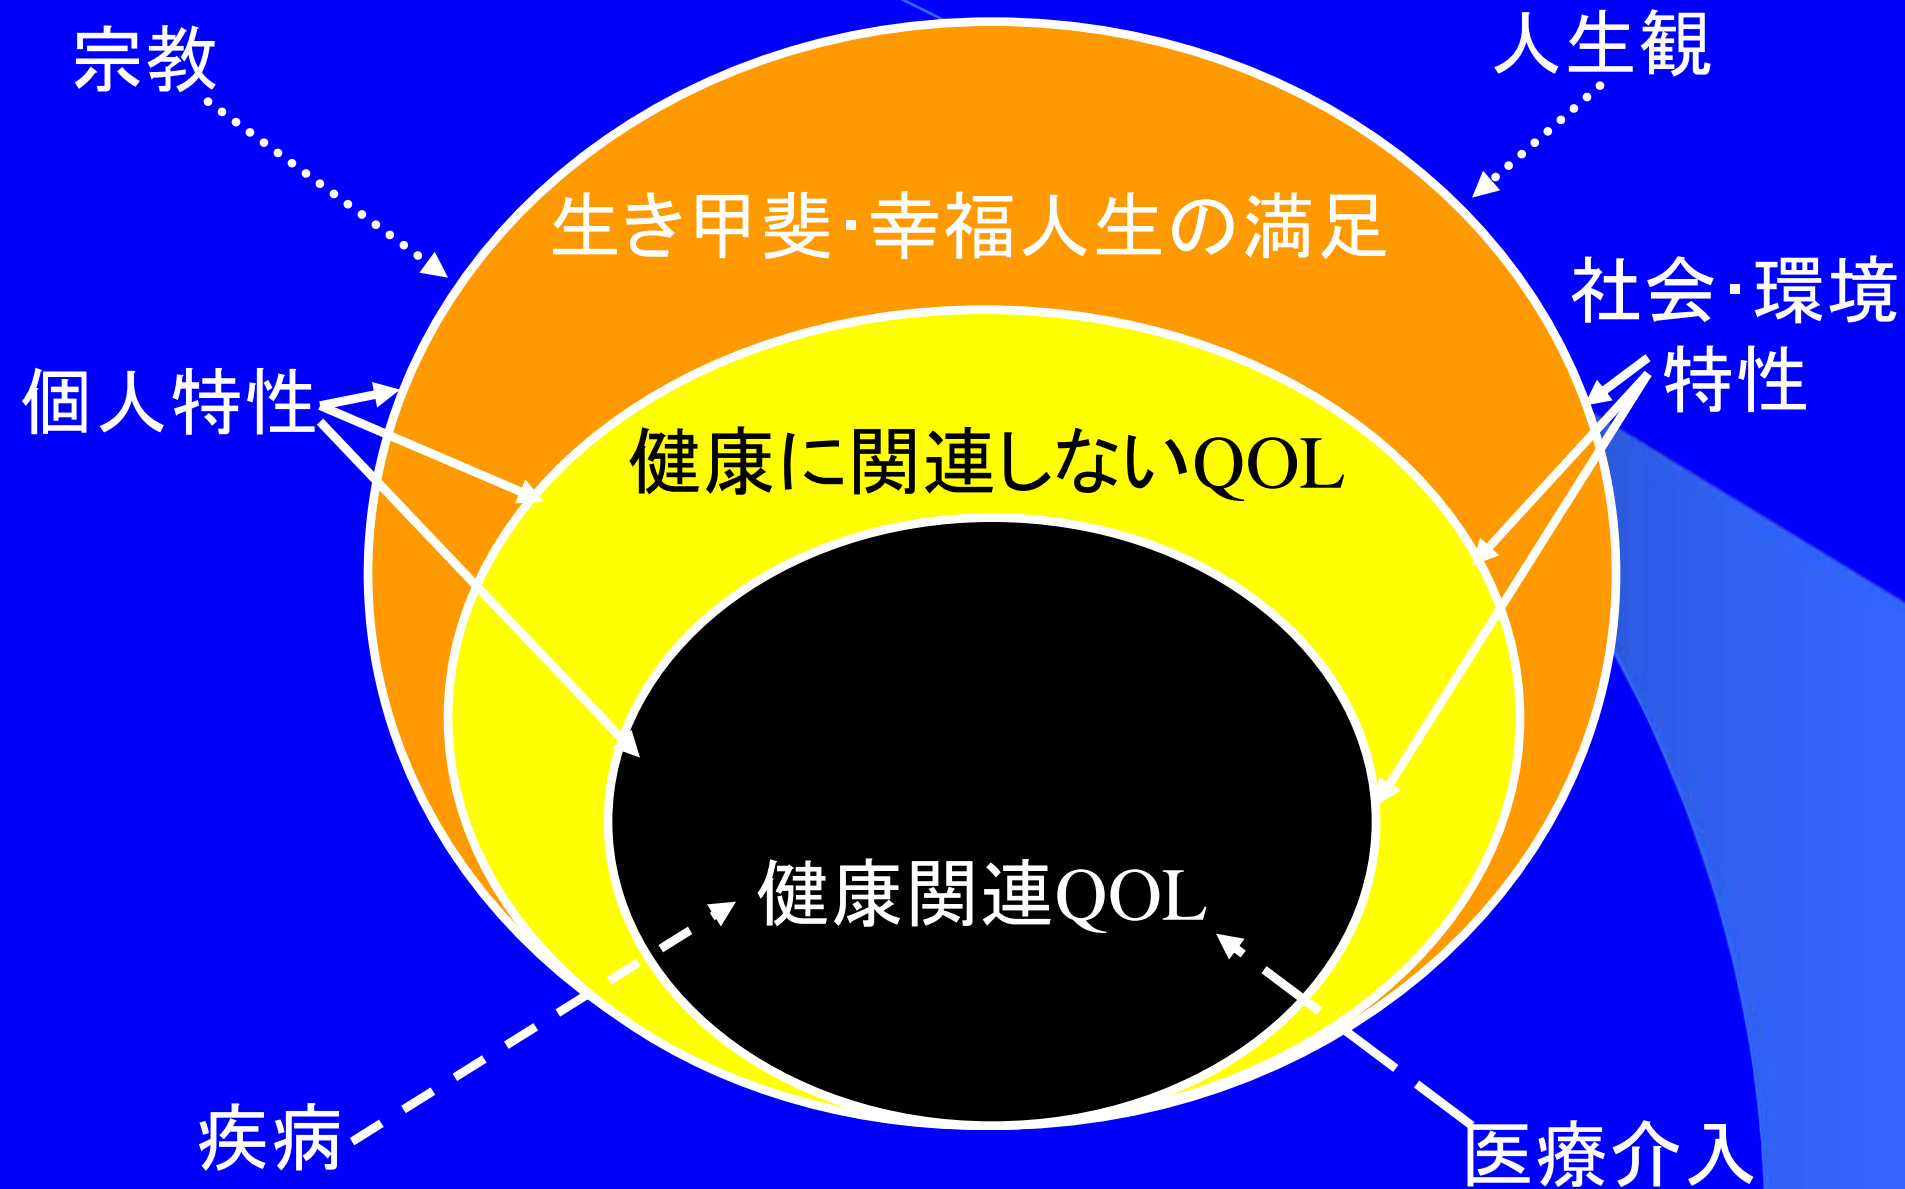 宗教
人生観
生き甲斐・幸福人生の満足
社会・環境
特性
個人特性
健康に関連しないQOL
健康関連QOL
疾病
医療介入